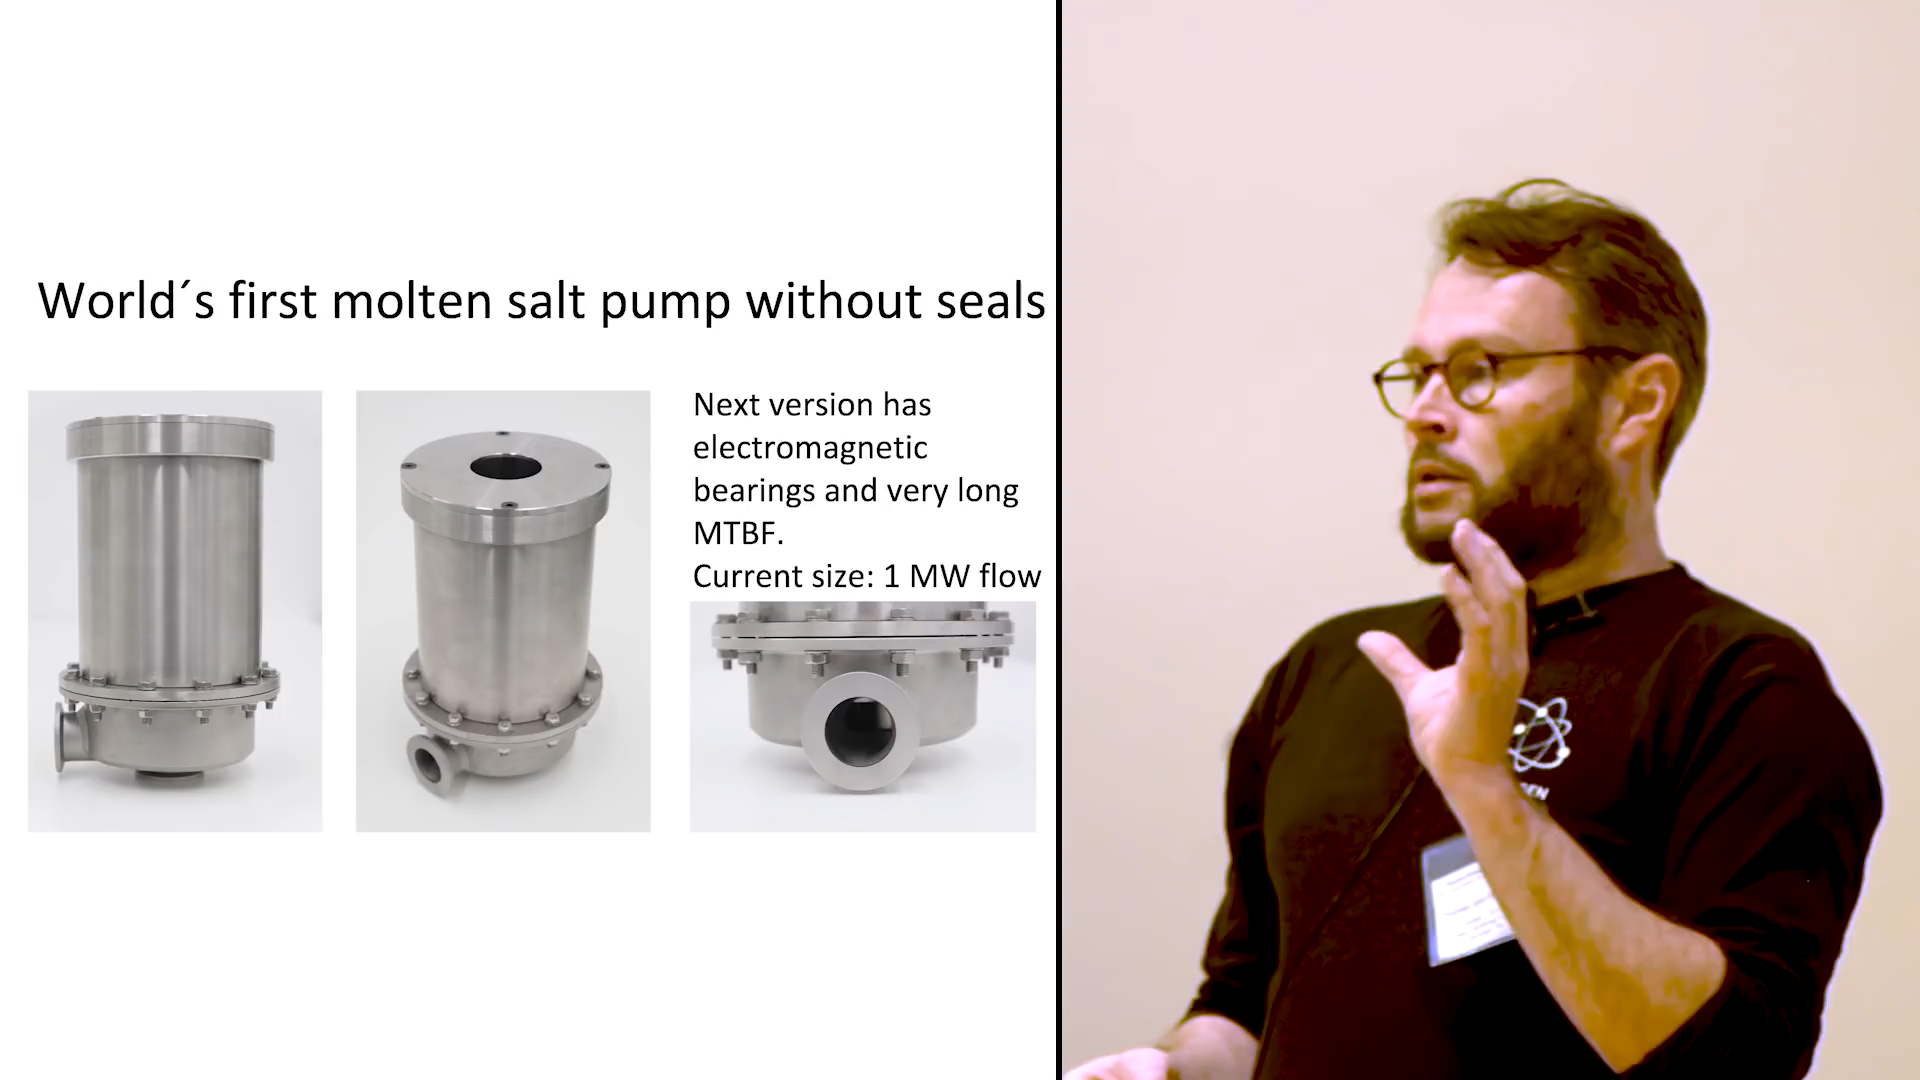 World´s first molten salt pump without seals
Next version has
electromagnetic
bearings and very long
MTBF.
Current size: 1 MW flow